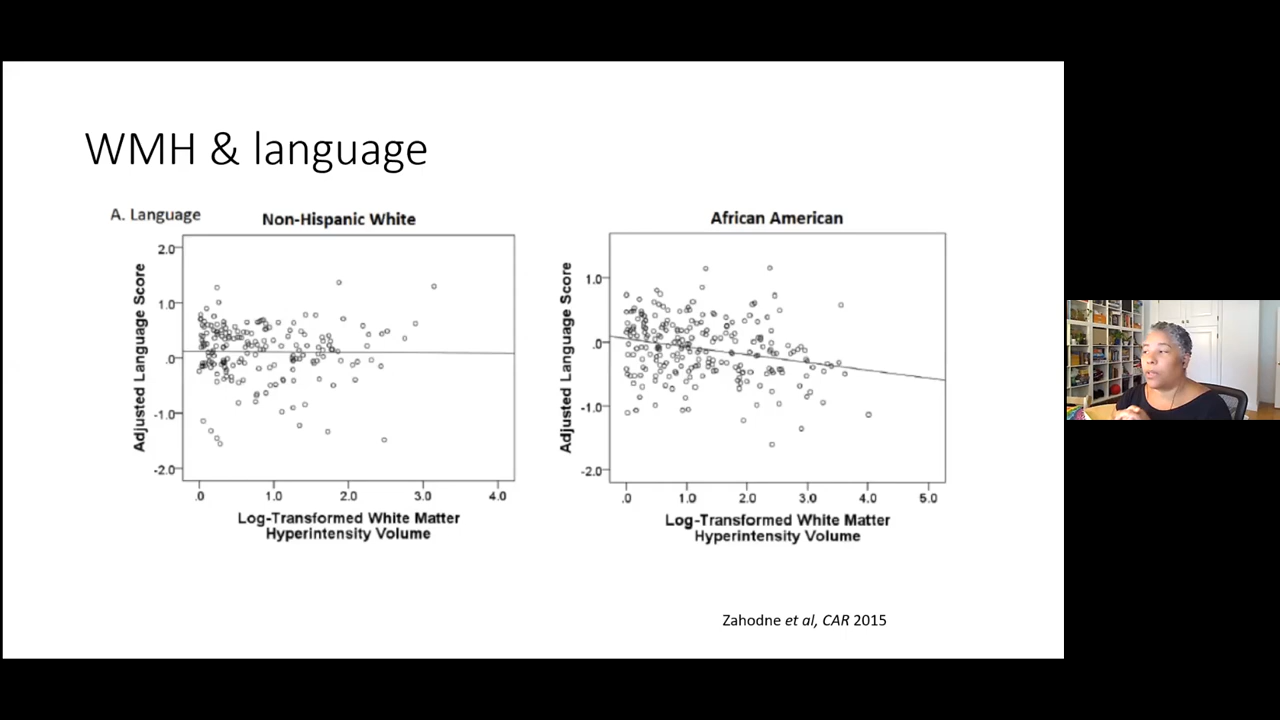 WMH & language
A. Language
Non-Hispanic White
Adjusted Language Score
2.0
1.0
.0
-1.0
-2.0
.0 1.0 2.0 3.0 4.0
Log-Transformed White Matter
Hyperintensity Volume
African American
Adjusted Language Score
1.0
.0
-1.0
-2.0
.0 1.0 2.0 3.0 4.0 5.0
Log-Transformed White Matter
Hyperintensity Volume
Zahodne et al, CAR 2015